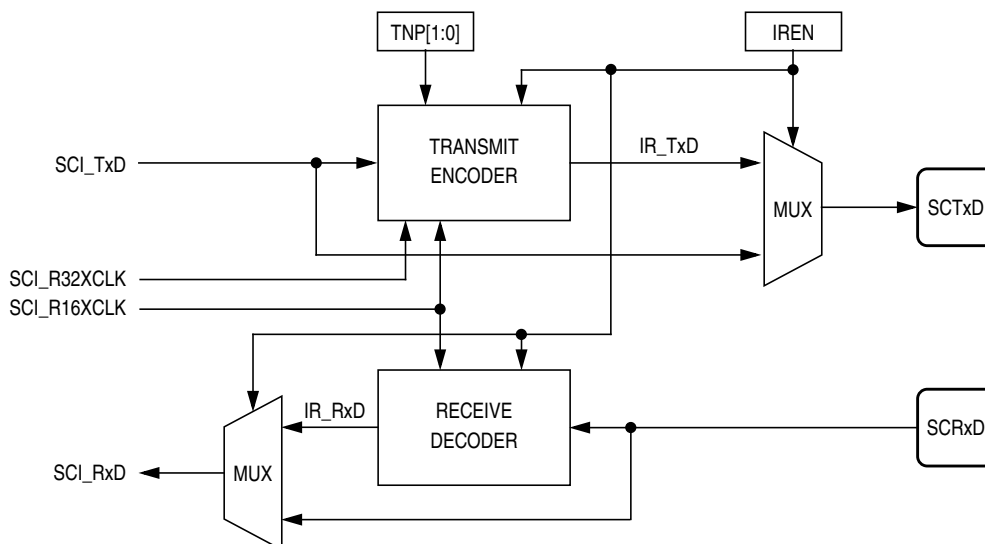 TNP[1:0]
IREN
TRANSMIT
ENCODER
SCI_TxD
IR_TxD
MUX
SCTxD
SCI_R32XCLK
SCI_R16XCLK
RECEIVE
DECODER
IR_RxD
SCRxD
SCI_RxD
MUX